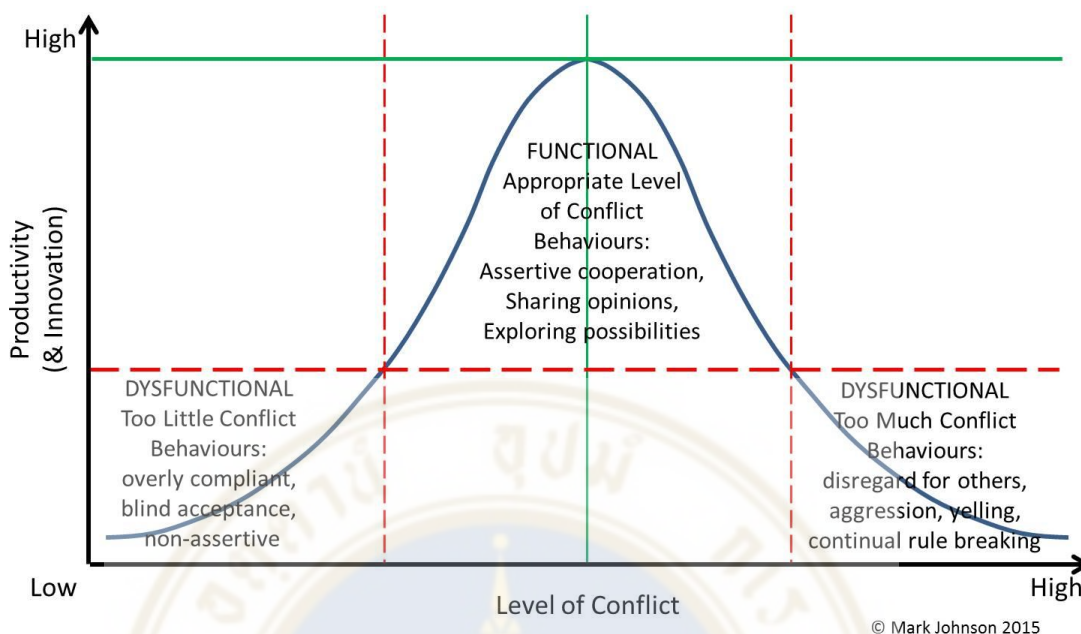 High
Productivity
(& Innovation)
FUNCTIONAL
Appropriate Level
of Conflict
Behaviours:
Assertive cooperation,
Sharing opinions,
Exploring possibilities
DYSFUNCTIONAL
Too Little Conflict
Behaviours:
overly compliant,
blind acceptance,
non-assertive
DYSFUNCTIONAL
Too Much Conflict
Behaviours:
disregard for others,
aggression, yelling,
continual rule breaking
Low
Level of Conflict
High
© Mark Johnson 2015